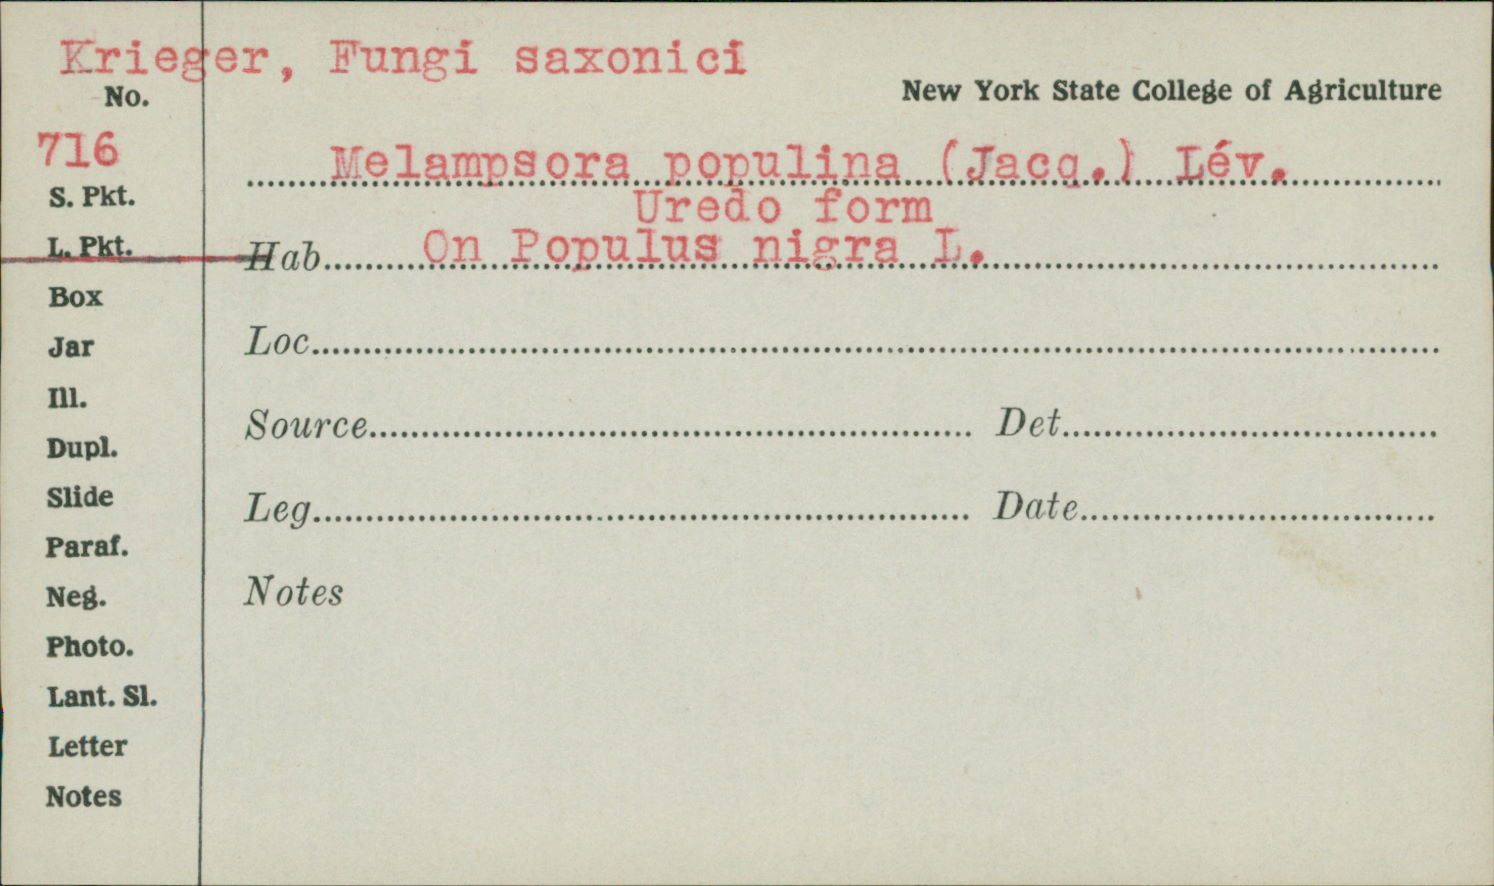 Krieger, Fungi saxonici
No.
New York State College of Agriculture
716
Melampsora populina (Jacq.) Lév.
S. Pkt.
Uredo form
L. Pkt.
Hab. On Populus nigra L.
Box
Jar
Loc.
Ill.
Source
Det.
Dupl.
Slide
Leg.
Date
Paraf.
Neg.
Notes
Photo.
Lant. Sl.
Letter
Notes